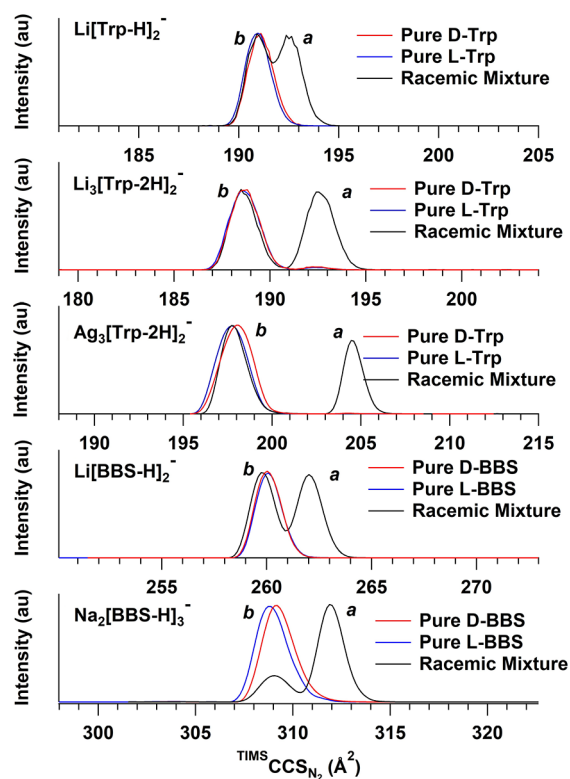 Li[Trp-H]2-
b
a
Pure D-Trp
Pure L-Trp
Racemic Mixture
Intensity (au)
185 190 195 200 205
Li3[Trp-2H]2-
b
a
Pure D-Trp
Pure L-Trp
Racemic Mixture
Intensity (au)
180 185 190 195 200
Ag3[Trp-2H]2-
b
a
Pure D-Trp
Pure L-Trp
Racemic Mixture
Intensity (au)
190 195 200 205 210 215
Li[BBS-H]2-
b
a
Pure D-BBS
Pure L-BBS
Racemic Mixture
Intensity (au)
255 260 265 270
Na2[BBS-H]3-
b
a
Pure D-BBS
Pure L-BBS
Racemic Mixture
Intensity (au)
300 305 310 315 320
TIMSCCSN2 (Å2)